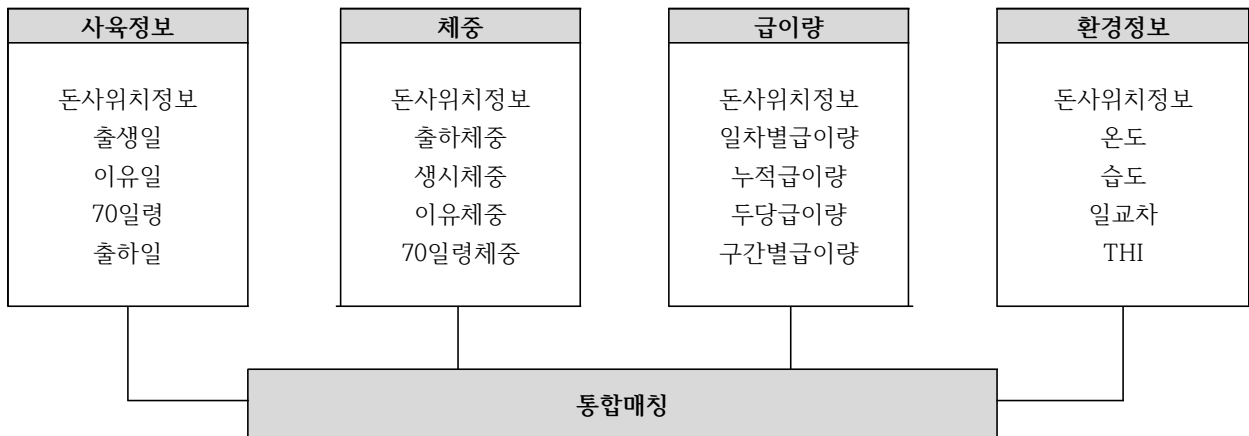 사육정보
돈사위치정보
출생일
이유일
70일령
출하일
체중
돈사위치정보
출하체중
생시체중
이유체중
70일령체중
급이량
돈사위치정보
일차별급이량
누적급이량
두당급이량
구간별급이량
환경정보
돈사위치정보
온도
습도
일교차
THI
통합매칭